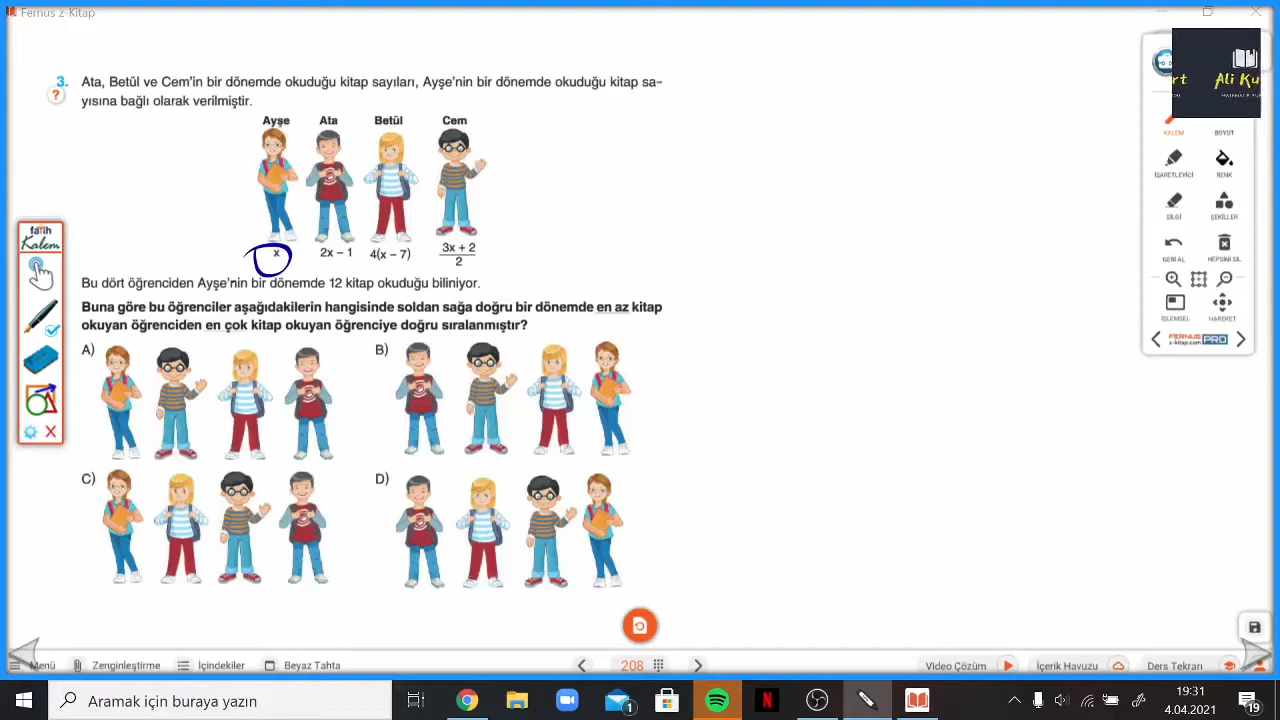 Fernus z-Kitap
3. Ata, Betül ve Cem'in bir dönemde okuduğu kitap sayıları, Ayşe'nin bir dönemde okuduğu kitap sa-
yısına bağlı olarak verilmiştir.
Ayşe Ata Betül Cem
x 2x – 1 4(x – 7) 3x + 2
2
Bu dört öğrenciden Ayşe'nin bir dönemde 12 kitap okuduğu biliniyor.
Buna göre bu öğrenciler aşağıdakilerin hangisinde soldan sağa doğru bir dönemde en az kitap
okuyan öğrenciden en çok kitap okuyan öğrenciye doğru sıralanmıştır?
A) B)
C) D)
fatih
Kalem
Ali Ku
KALEM BOYUT
İŞARETLEYİCİ RENK
SİLGİ ŞEKİLLER
GERİ AL HEPSİNİ SİL
İŞLEMSEL HAREKET
FERNUS
z-kitap.com PRO
Menü Zenginleştirme İçindekiler Beyaz Tahta 208 Video Çözüm İçerik Havuzu Ders Tekrarı
Aramak için buraya yazın
1
N
19:31
4.04.2021
19